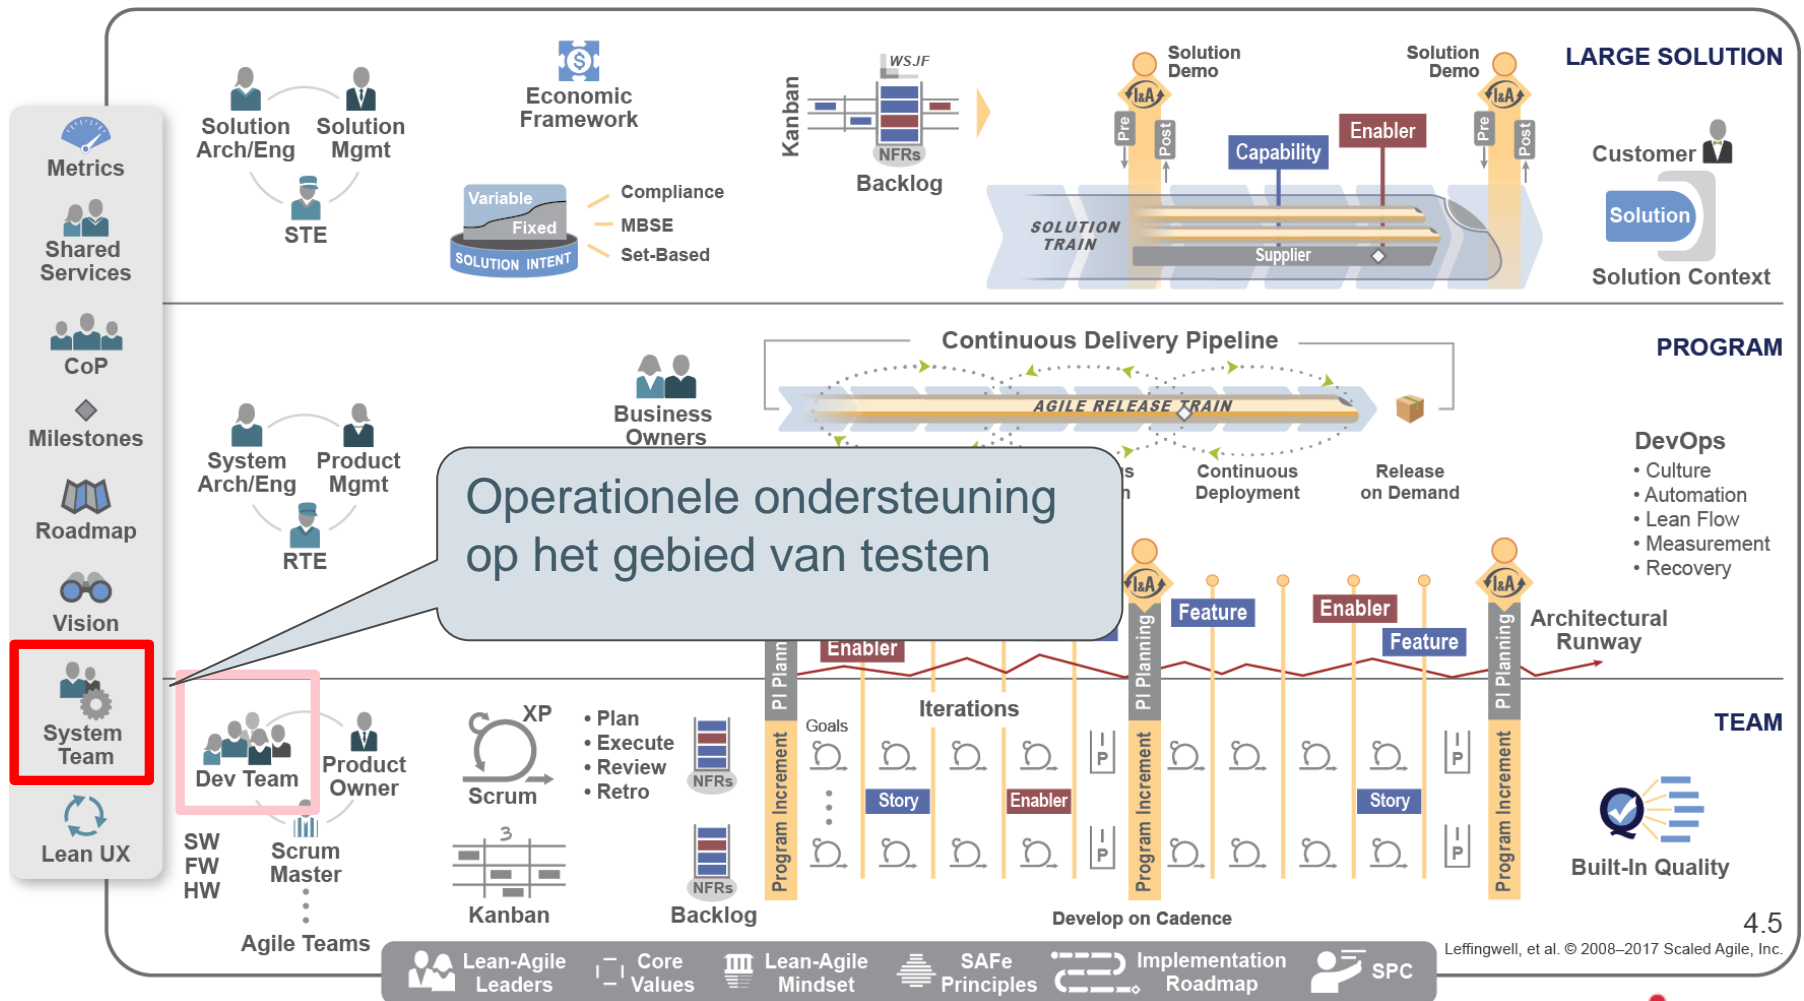 LARGE SOLUTION
Solution
Arch/Eng
Solution
Mgmt
STE
Economic
Framework
Variable
Fixed
SOLUTION INTENT
Compliance
MBSE
Set-Based
Kanban
WSJF
NFRs
Backlog
Solution
Demo
I&A
Pre
Post
Capability
Enabler
SOLUTION
TRAIN
Supplier
Solution
Demo
I&A
Pre
Post
Customer
Solution
Solution Context
Metrics
Shared
Services
CoP
Milestones
Roadmap
Vision
System
Team
Lean UX
PROGRAM
System
Arch/Eng
Product
Mgmt
RTE
Business
Owners
Continuous Delivery Pipeline
AGILE RELEASE TRAIN
Continuous
Deployment
Release
on Demand
DevOps
• Culture
• Automation
• Lean Flow
• Measurement
• Recovery
Operationele ondersteuning
op het gebied van testen
Enabler
I&A
PI Planning
Feature
Enabler
Feature
I&A
PI Planning
Architectural
Runway
TEAM
Dev Team
Product
Owner
SW
FW
HW
Scrum
Master
Agile Teams
XP
Scrum
• Plan
• Execute
• Review
• Retro
3
Kanban
NFRs
NFRs
Backlog
Program Increment
Goals
Iterations
Story
Enabler
I
P
I
P
Program Increment
Story
I
P
I
P
Program Increment
Develop on Cadence
Built-In Quality
4.5
Leffingwell, et al. © 2008–2017 Scaled Agile, Inc.
Lean-Agile
Leaders
Core
Values
Lean-Agile
Mindset
SAFe
Principles
Implementation
Roadmap
SPC